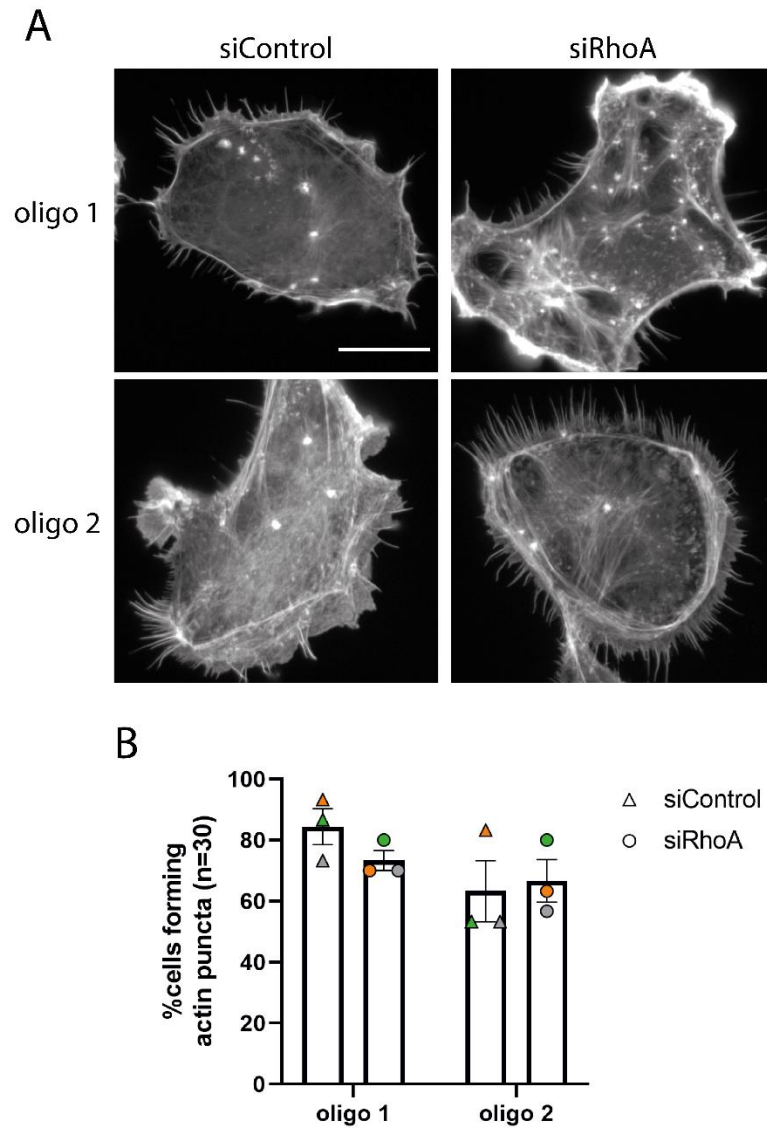 A
siControl siRhoA
oligo 1
oligo 2
B
%cells forming
actin puncta (n=30)
100
80
60
40
20
0
oligo 1 oligo 2
siControl
siRhoA